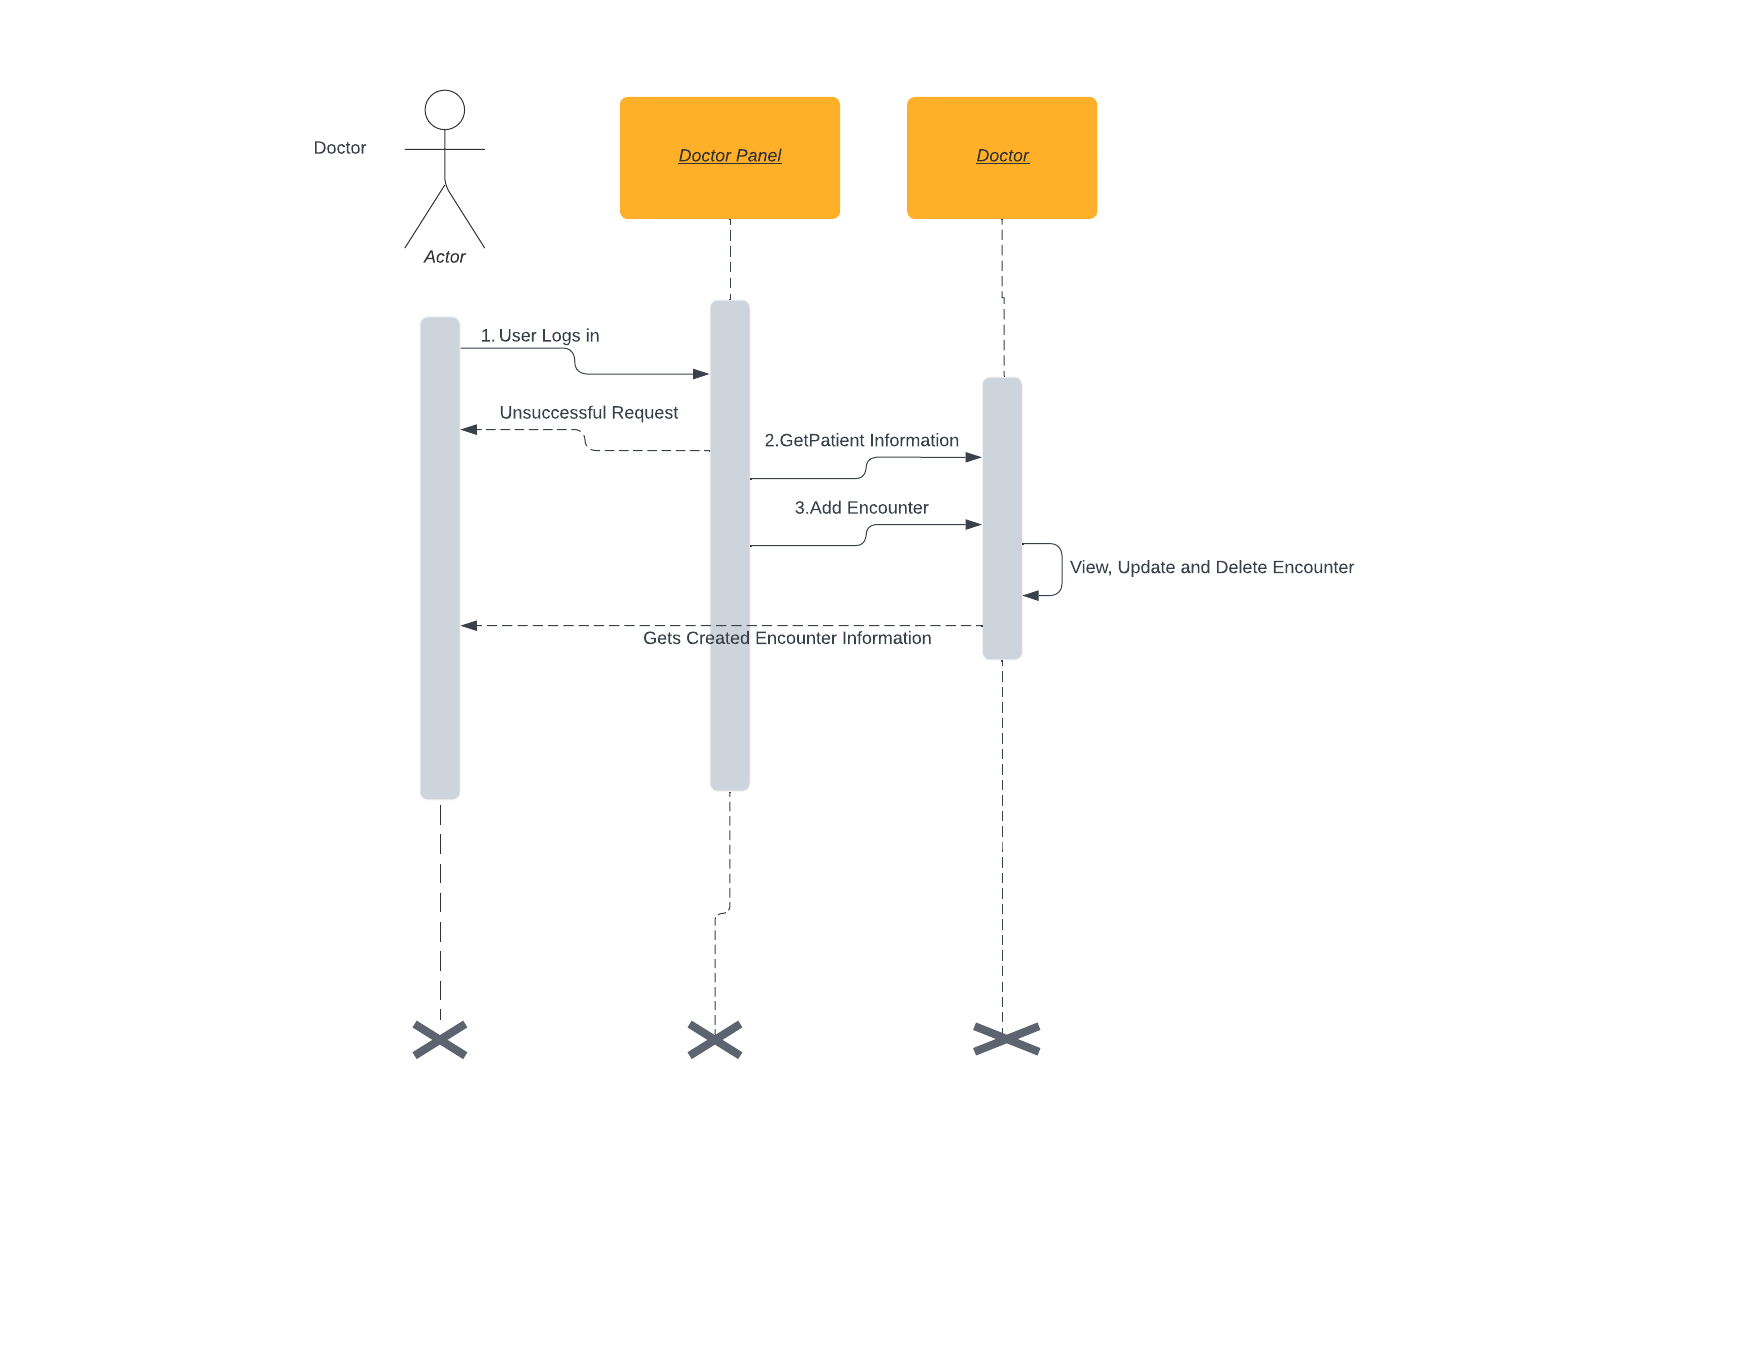 Doctor
Actor
Doctor Panel
Doctor
1. User Logs in
Unsuccessful Request
2.GetPatient Information
3.Add Encounter
View, Update and Delete Encounter
Gets Created Encounter Information